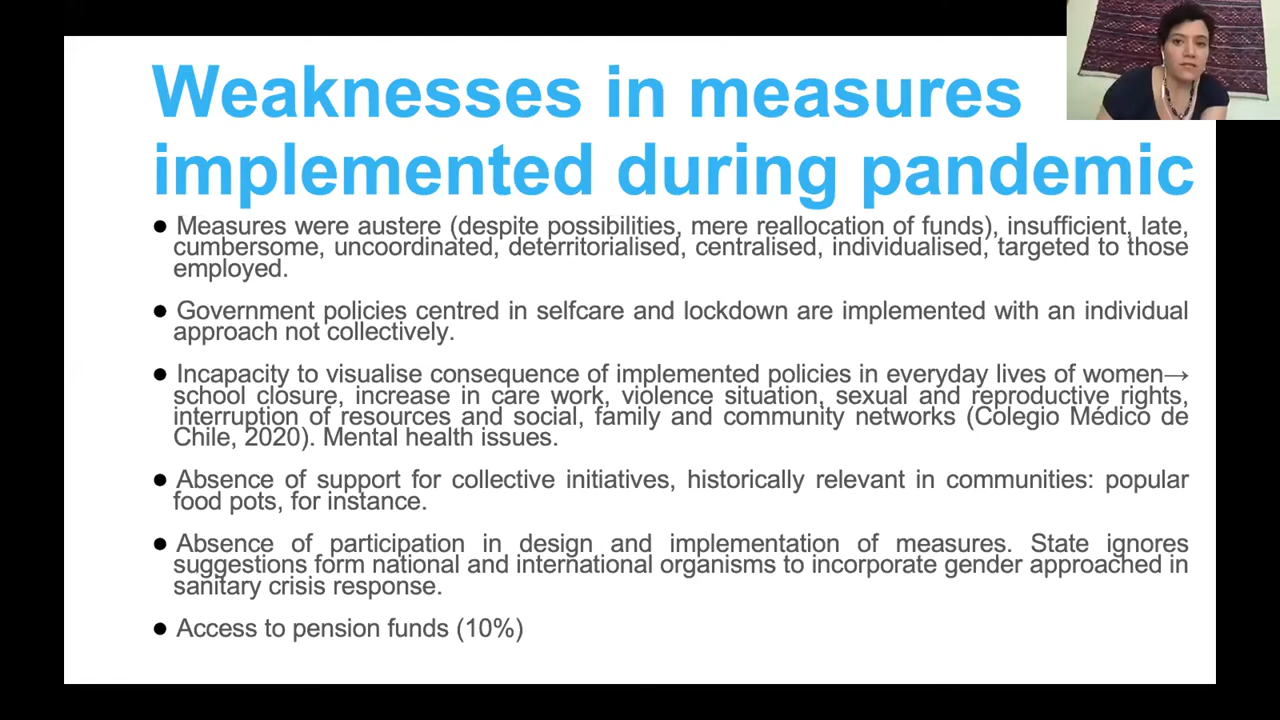 Weaknesses in measures
implemented during pandemic
● Measures were austere (despite possibilities, mere reallocation of funds), insufficient, late,
cumbersome, uncoordinated, deterritorialised, centralised, individualised, targeted to those
employed.
● Government policies centred in selfcare and lockdown are implemented with an individual
approach not collectively.
● Incapacity to visualise consequence of implemented policies in everyday lives of women→
school closure, increase in care work, violence situation, sexual and reproductive rights,
interruption of resources and social, family and community networks (Colegio Médico de
Chile, 2020). Mental health issues.
● Absence of support for collective initiatives, historically relevant in communities: popular
food pots, for instance.
● Absence of participation in design and implementation of measures. State ignores
suggestions form national and international organisms to incorporate gender approached in
sanitary crisis response.
● Access to pension funds (10%)